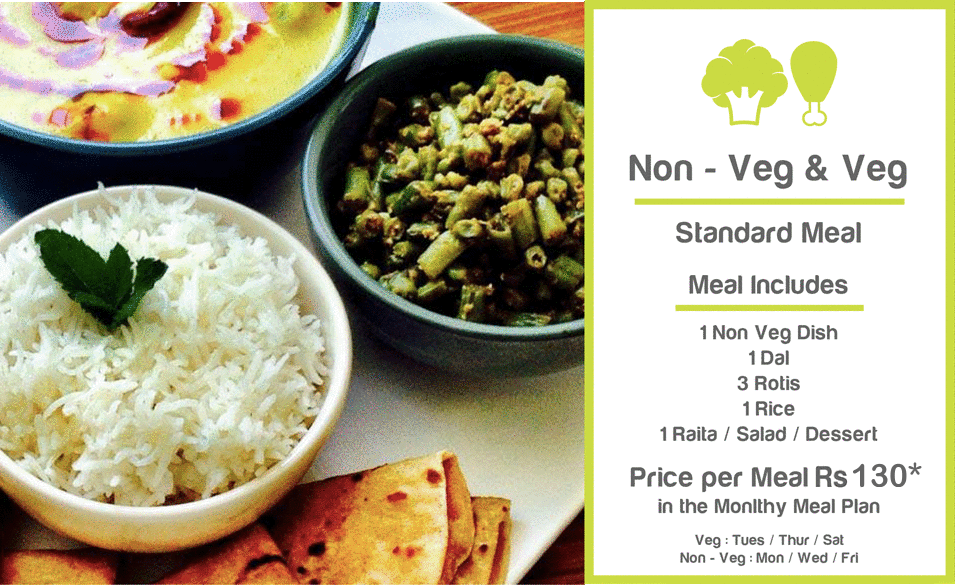 Non - Veg & Veg
Standard Meal
Meal Includes
1 Non Veg Dish
1 Dal
3 Rotis
1 Rice
1 Raita / Salad / Dessert
Price per Meal Rs 130*
in the Monlthy Meal Plan
Veg : Tues / Thur / Sat
Non - Veg : Mon / Wed / Fri